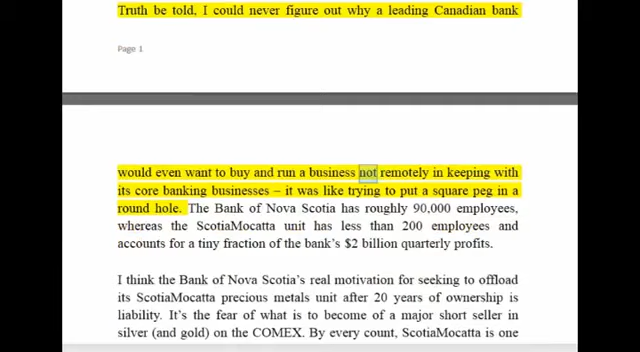 Truth be told, I could never figure out why a leading Canadian bank
Page 1
would even want to buy and run a business not remotely in keeping with
its core banking businesses – it was like trying to put a square peg in a
round hole. The Bank of Nova Scotia has roughly 90,000 employees,
whereas the ScotiaMocatta unit has less than 200 employees and
accounts for a tiny fraction of the bank's $2 billion quarterly profits.
I think the Bank of Nova Scotia's real motivation for seeking to offload
its ScotiaMocatta precious metals unit after 20 years of ownership is
liability. It's the fear of what is to become of a major short seller in
silver (and gold) on the COMEX. By every count, ScotiaMocatta is one